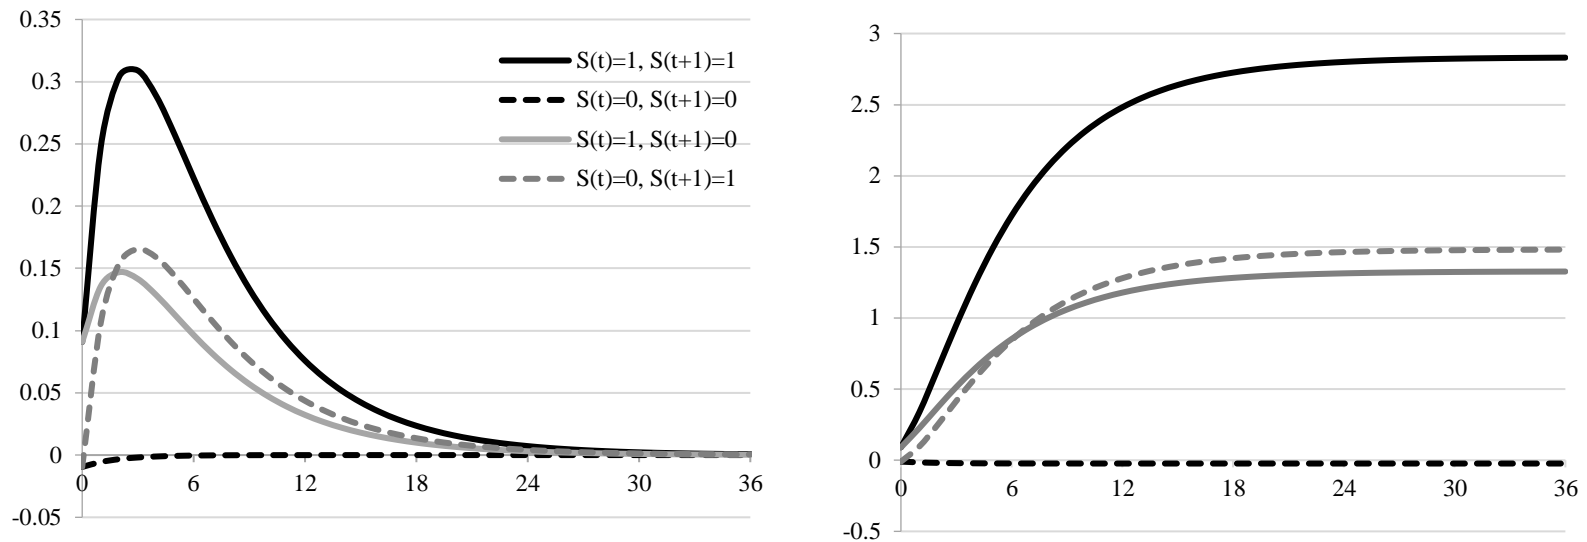 0.35
0.3
0.25
0.2
0.15
0.1
0.05
0
-0.05
0 6 12 18 24 30 36
S(t)=1, S(t+1)=1
S(t)=0, S(t+1)=0
S(t)=1, S(t+1)=0
S(t)=0, S(t+1)=1
3
2.5
2
1.5
1
0.5
0
-0.5
0 6 12 18 24 30 36